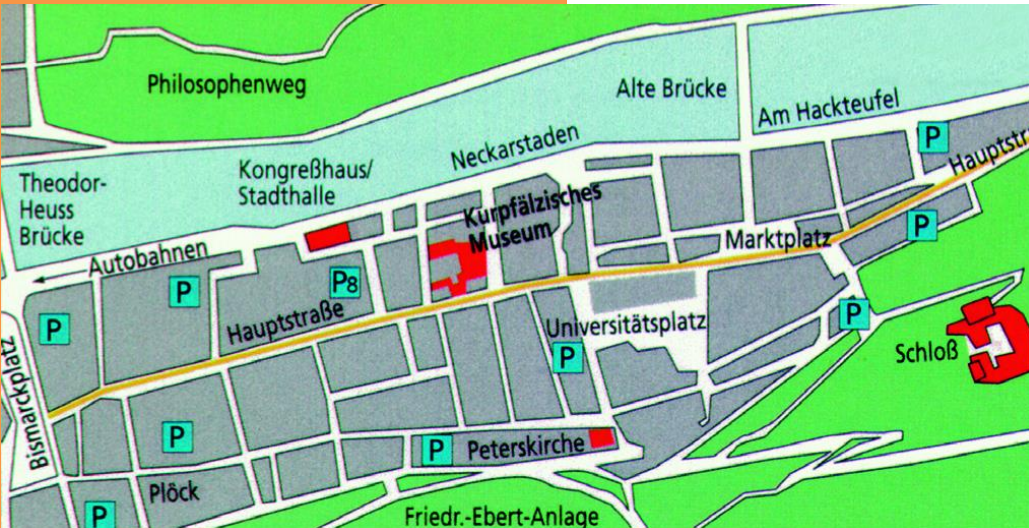 Philosophenweg
Alte Brücke
Am Hackteufel
P
Hauptstr.
Neckarstaden
Kongreßhaus/
Stadthalle
Theodor-
Heuss
Brücke
Kurpfälzisches
Museum
P
Marktplatz
Autobahnen
P
P8
Hauptstraße
P
Universitätsplatz
P
P
Schloß
Bismarckplatz
P
P
Peterskirche
P
Plöck
P
Friedr.-Ebert-Anlage